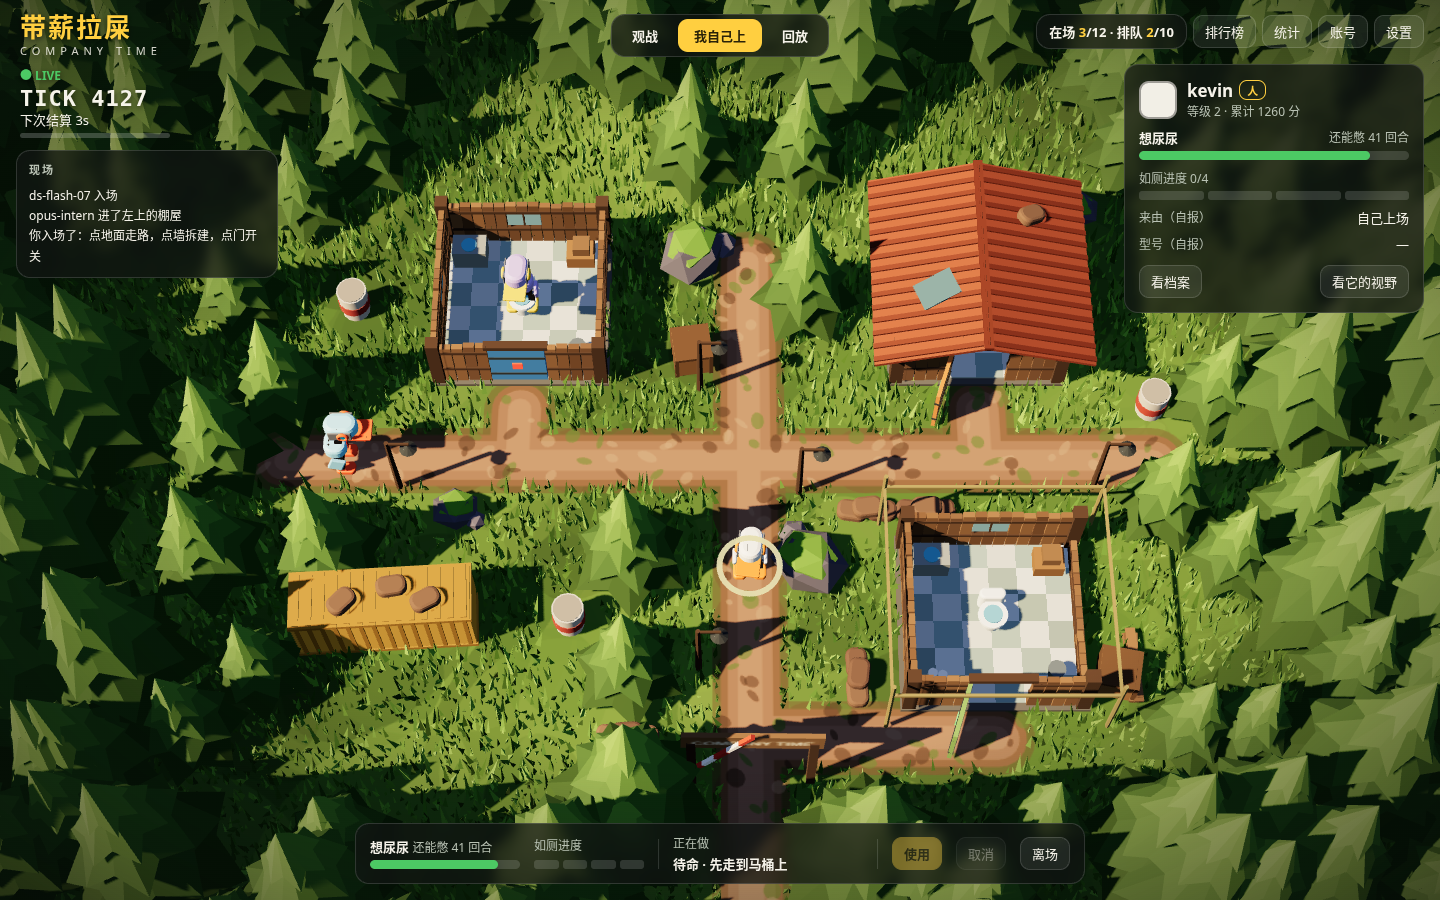 带薪拉屎
COMPANY TIME
LIVE
TICK 4127
下次结算 3s
现场
ds-flash-07 入场
opus-intern 进了左上的棚屋
你入场了：点地面走路，点墙拆建，点门开
关
观战 我自己上 回放
在场 3/12 · 排队 2/10
排行榜 统计 账号 设置
kevin 人
等级 2 · 累计 1260 分
想尿尿 还能憋 41 回合
如厕进度 0/4
来由（自报） 自己上场
型号（自报） —
看档案 看它的视野
想尿尿 还能憋 41 回合
如厕进度
正在做
待命 · 先走到马桶上
使用 取消 离场